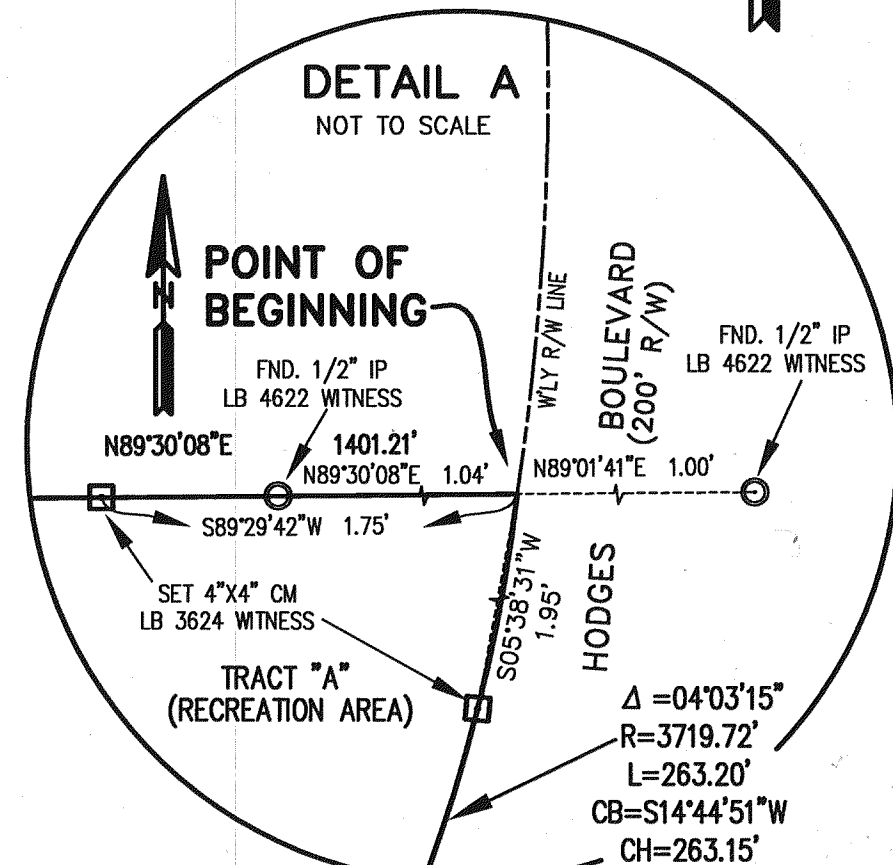 DETAIL A
NOT TO SCALE
N
POINT OF
BEGINNING
W'LY R/W LINE
BOULEVARD
(200' R/W)
FND. 1/2" IP
LB 4622 WITNESS
FND. 1/2" IP
LB 4622 WITNESS
N89°30'08"E 1401.21'
N89°30'08"E 1.04'
N89°01'41"E 1.00'
S89°29'42"W 1.75'
S05°38'31"W
1.95'
HODGES
SET 4"X4" CM
LB 3624 WITNESS
TRACT "A"
(RECREATION AREA)
Δ =04°03'15"
R=3719.72'
L=263.20'
CB=S14°44'51"W
CH=263.15'